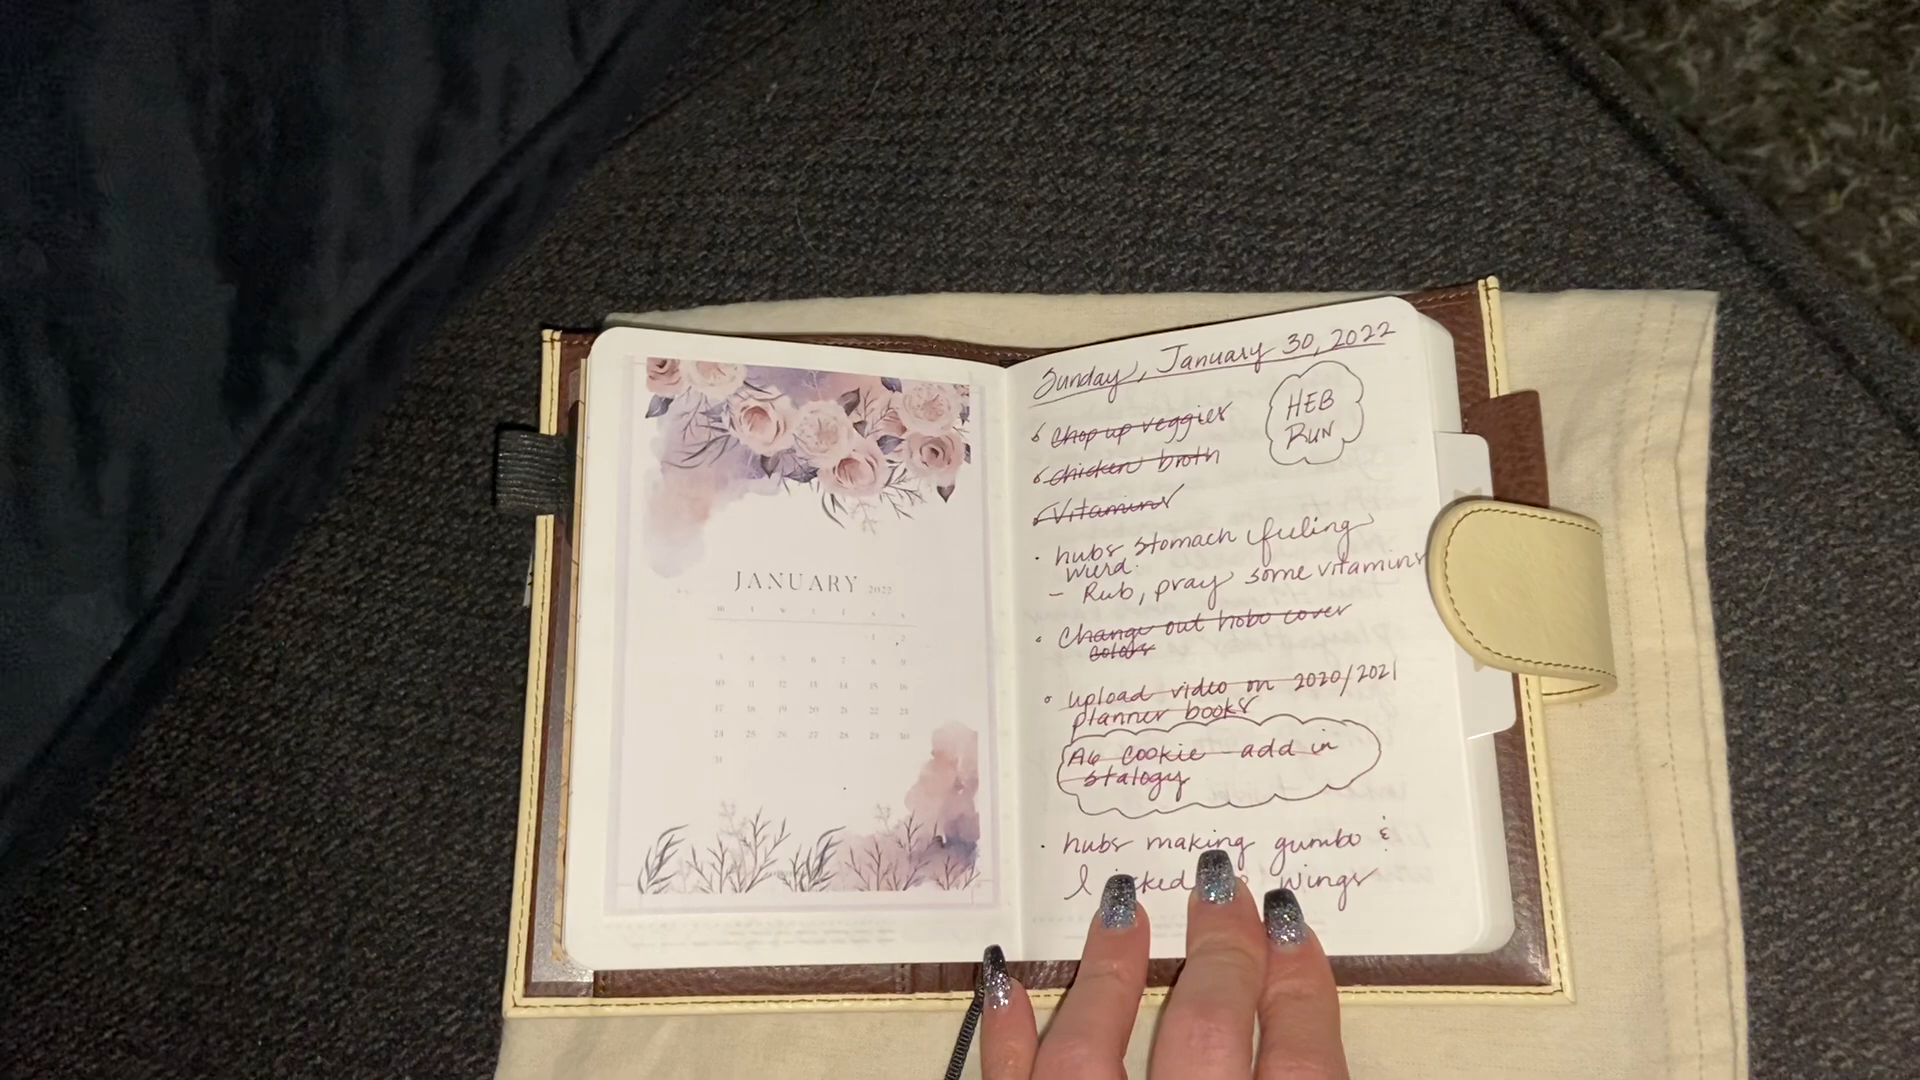 JANUARY 2022
M T W T F S S
1 2
3 4 5 6 7 8 9
10 11 12 13 14 15 16
17 18 19 20 21 22 23
24 25 26 27 28 29 30
31
Sunday, January 30, 2022
HEB
RUN
Chop up veggies
chicken broth
Vitamins
· hubs stomach feeling
wierd.
- Rub, pray some vitamins
Change out hobo cover
colors
upload video on 2020/2021
planner books
A6 Cookie - add in
Stalogy
· hubs making gumbo &
I wings